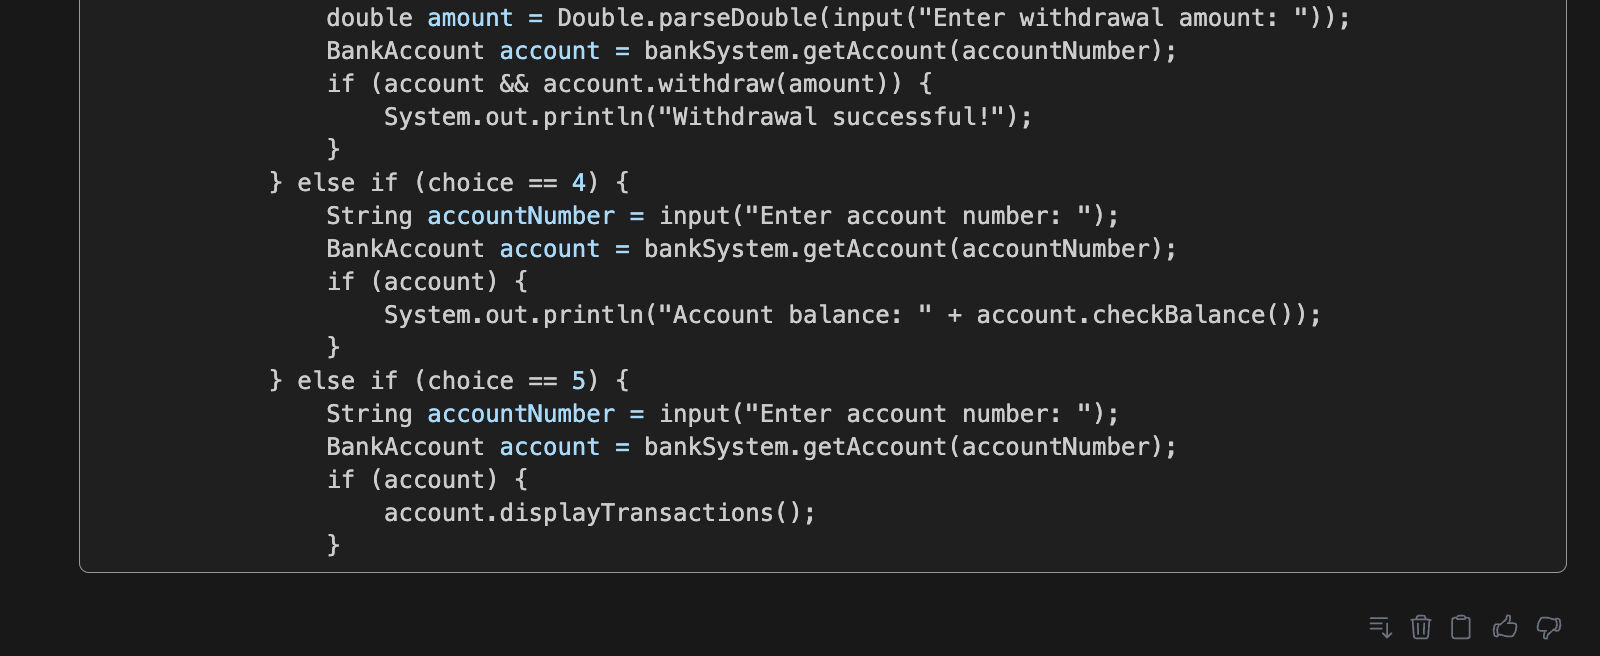 double amount = Double.parseDouble(input("Enter withdrawal amount: "));
BankAccount account = bankSystem.getAccount(accountNumber);
if (account && account.withdraw(amount)) {
System.out.println("Withdrawal successful!");
}
} else if (choice == 4) {
String accountNumber = input("Enter account number: ");
BankAccount account = bankSystem.getAccount(accountNumber);
if (account) {
System.out.println("Account balance: " + account.checkBalance());
}
} else if (choice == 5) {
String accountNumber = input("Enter account number: ");
BankAccount account = bankSystem.getAccount(accountNumber);
if (account) {
account.displayTransactions();
}